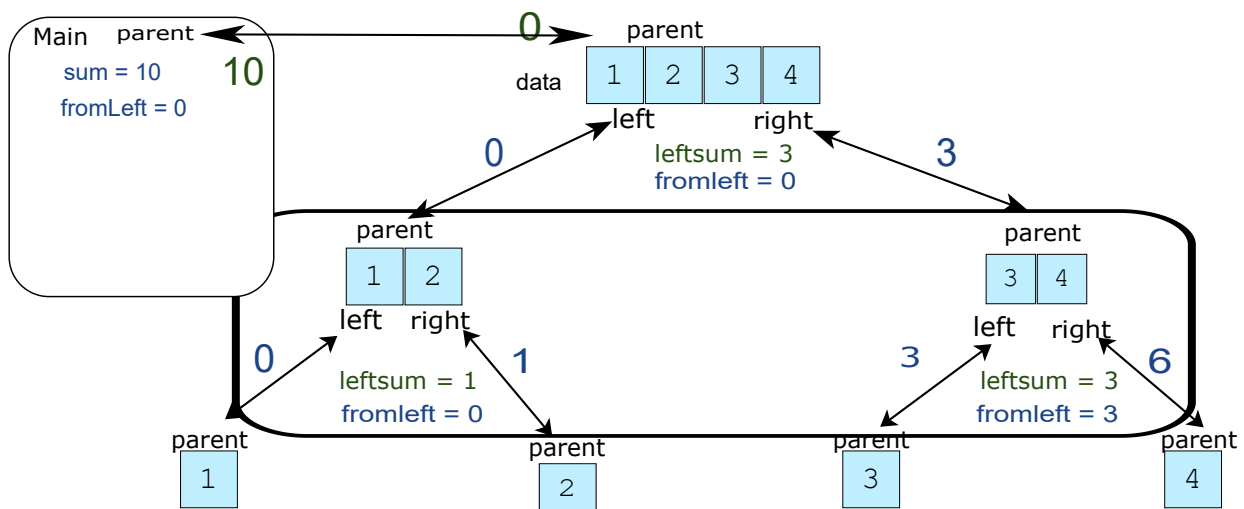 Main parent
sum = 10
fromLeft = 0
10
0
parent
data
1 2 3 4
left right
leftsum = 3
fromleft = 0
0
3
parent
1 2
left right
leftsum = 1
fromleft = 0
0
1
parent
3 4
left right
leftsum = 3
fromleft = 3
3
6
parent
1
parent
2
parent
3
parent
4